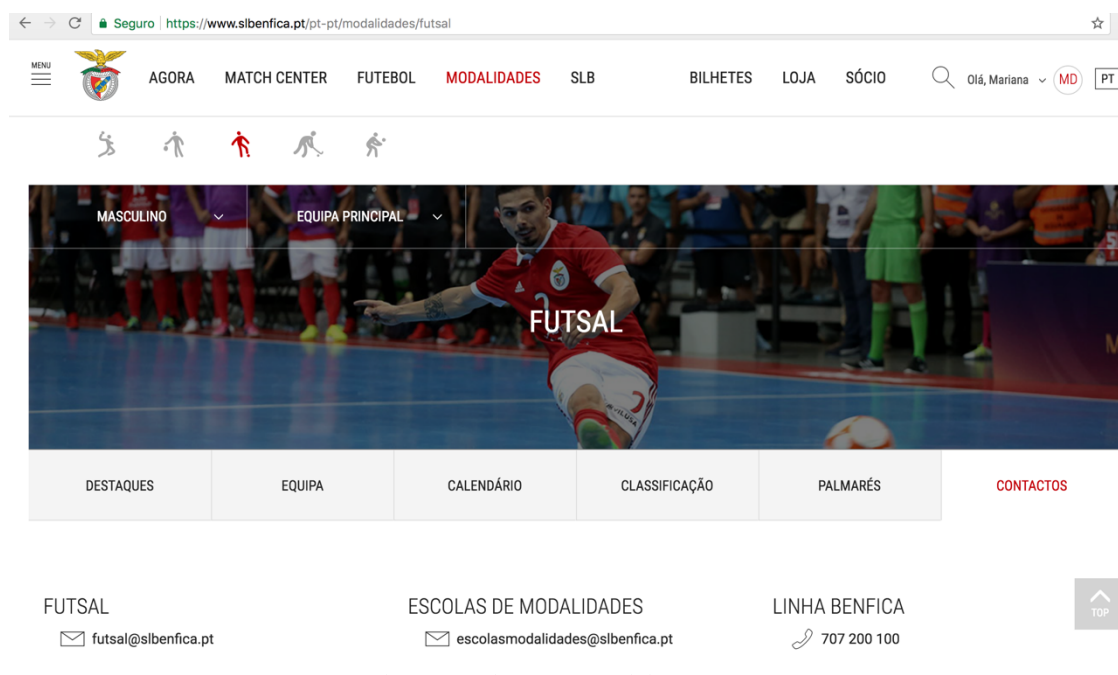 Seguro https://www.slbenfica.pt/pt-pt/modalidades/futsal
MENU
AGORA MATCH CENTER FUTEBOL MODALIDADES SLB BILHETES LOJA SÓCIO Olá, Mariana MD PT
MASCULINO EQUIPA PRINCIPAL
FUTSAL
DESTAQUES EQUIPA CALENDÁRIO CLASSIFICAÇÃO PALMARÉS CONTACTOS
FUTSAL ESCOLAS DE MODALIDADES LINHA BENFICA
TOP
futsal@slbenfica.pt escolasmodalidades@slbenfica.pt 707 200 100